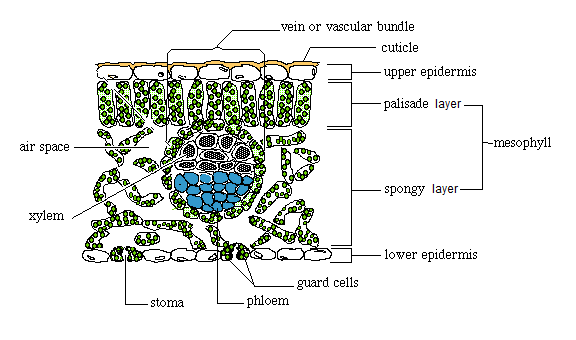 vein or vascular bundle
cuticle
upper epidermis
palisade layer
mesophyll
air space
spongy layer
xylem
lower epidermis
guard cells
stoma
phloem